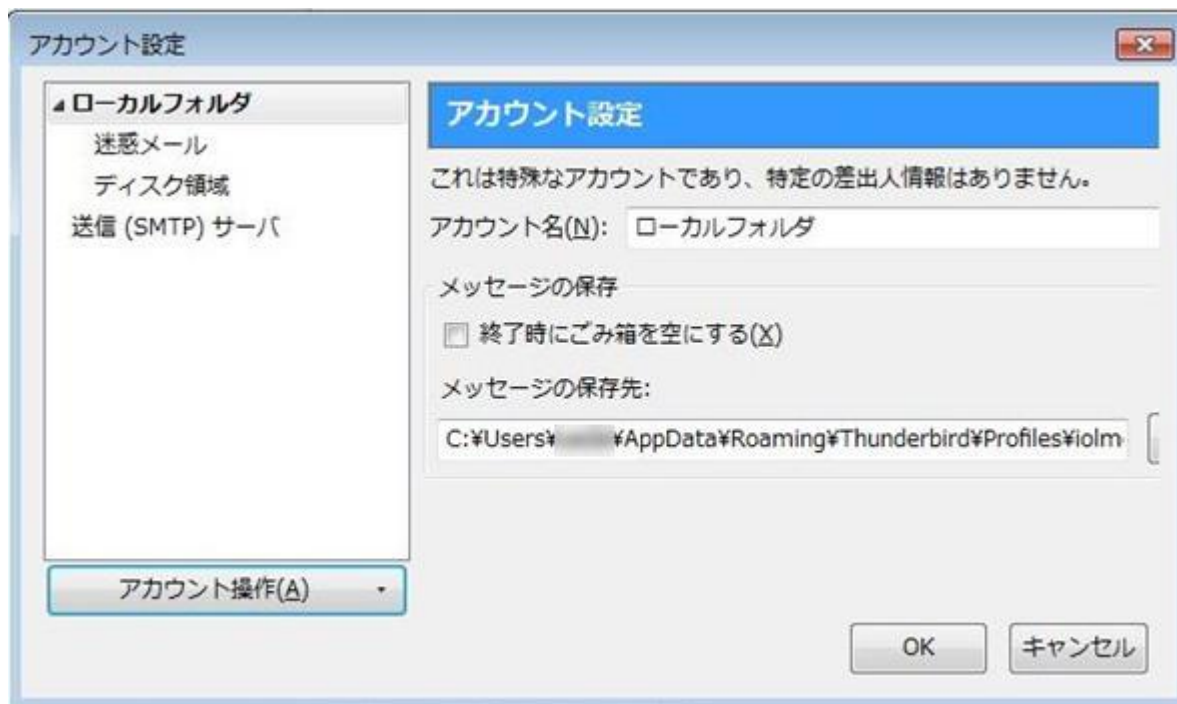 アカウント設定
ローカルフォルダ
迷惑メール
ディスク領域
送信 (SMTP) サーバ
アカウント操作(A)
アカウント設定
これは特殊なアカウントであり、特定の差出人情報はありません。
アカウント名(N): ローカルフォルダ
メッセージの保存
終了時にごみ箱を空にする(X)
メッセージの保存先:
C:¥Users¥ ¥AppData¥Roaming¥Thunderbird¥Profiles¥iolm
OK キャンセル